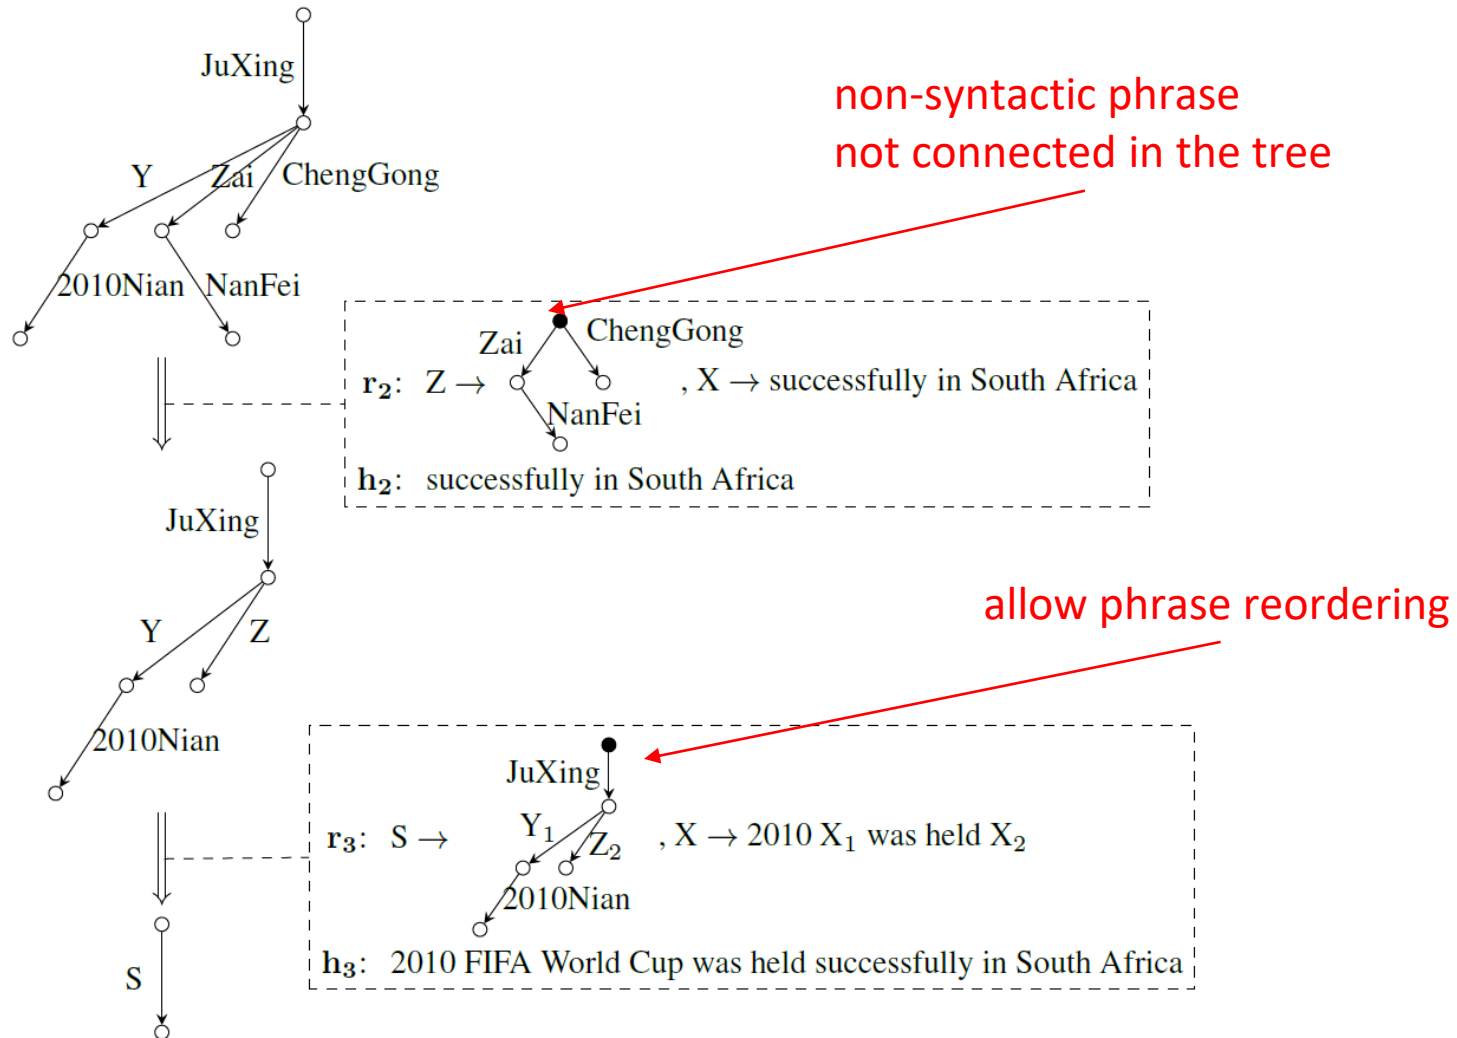 JuXing
non-syntactic phrase
not connected in the tree
Y Zai ChengGong
2010Nian NanFei
Zai ChengGong
r₂: Z → , X → successfully in South Africa
NanFei
h₂: successfully in South Africa
JuXing
allow phrase reordering
Y Z
2010Nian
JuXing
Y₁ Z₂
r₃: S → , X → 2010 X₁ was held X₂
2010Nian
h₃: 2010 FIFA World Cup was held successfully in South Africa
S